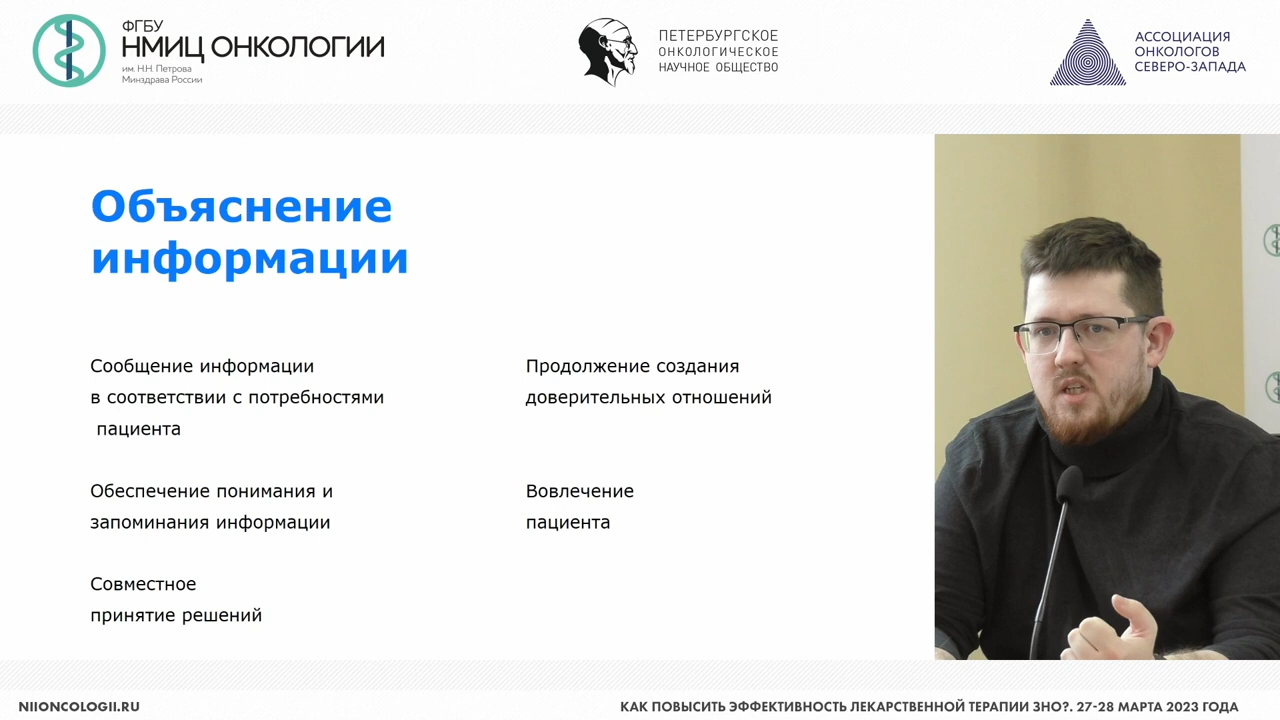 ФГБУ
НМИЦ ОНКОЛОГИИ
им. Н.Н. Петрова
Минздрава России
ПЕТЕРБУРГСКОЕ
ОНКОЛОГИЧЕСКОЕ
НАУЧНОЕ ОБЩЕСТВО
АССОЦИАЦИЯ
ОНКОЛОГОВ
СЕВЕРО-ЗАПАДА
Объяснение
информации
Сообщение информации
в соответствии с потребностями
пациента
Обеспечение понимания и
запоминания информации
Совместное
принятие решений
Продолжение создания
доверительных отношений
Вовлечение
пациента
NIIONCOLOGII.RU
КАК ПОВЫСИТЬ ЭФФЕКТИВНОСТЬ ЛЕКАРСТВЕННОЙ ТЕРАПИИ ЗНО?. 27-28 МАРТА 2023 ГОДА